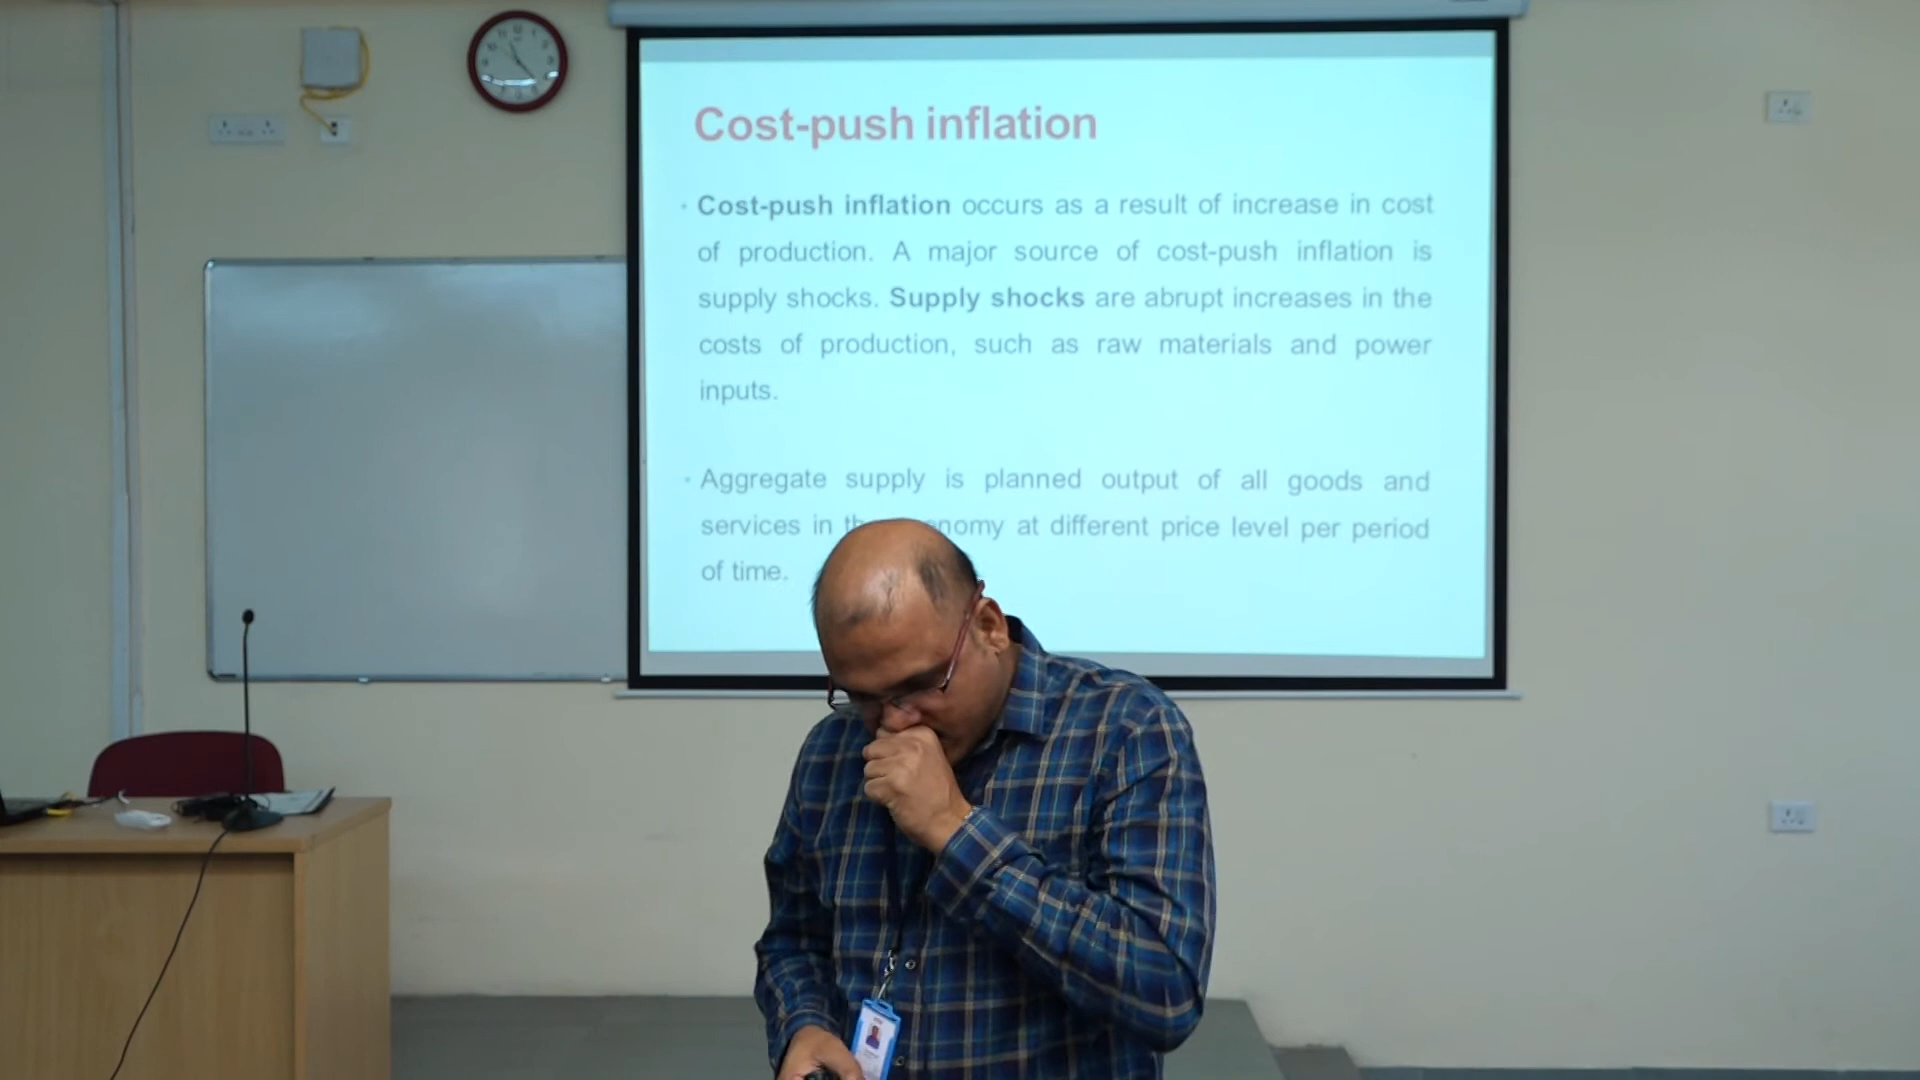 Cost-push inflation
· Cost-push inflation occurs as a result of increase in cost
of production. A major source of cost-push inflation is
supply shocks. Supply shocks are abrupt increases in the
costs of production, such as raw materials and power
inputs.
· Aggregate supply is planned output of all goods and
services in nomy at different price level per period
of time.